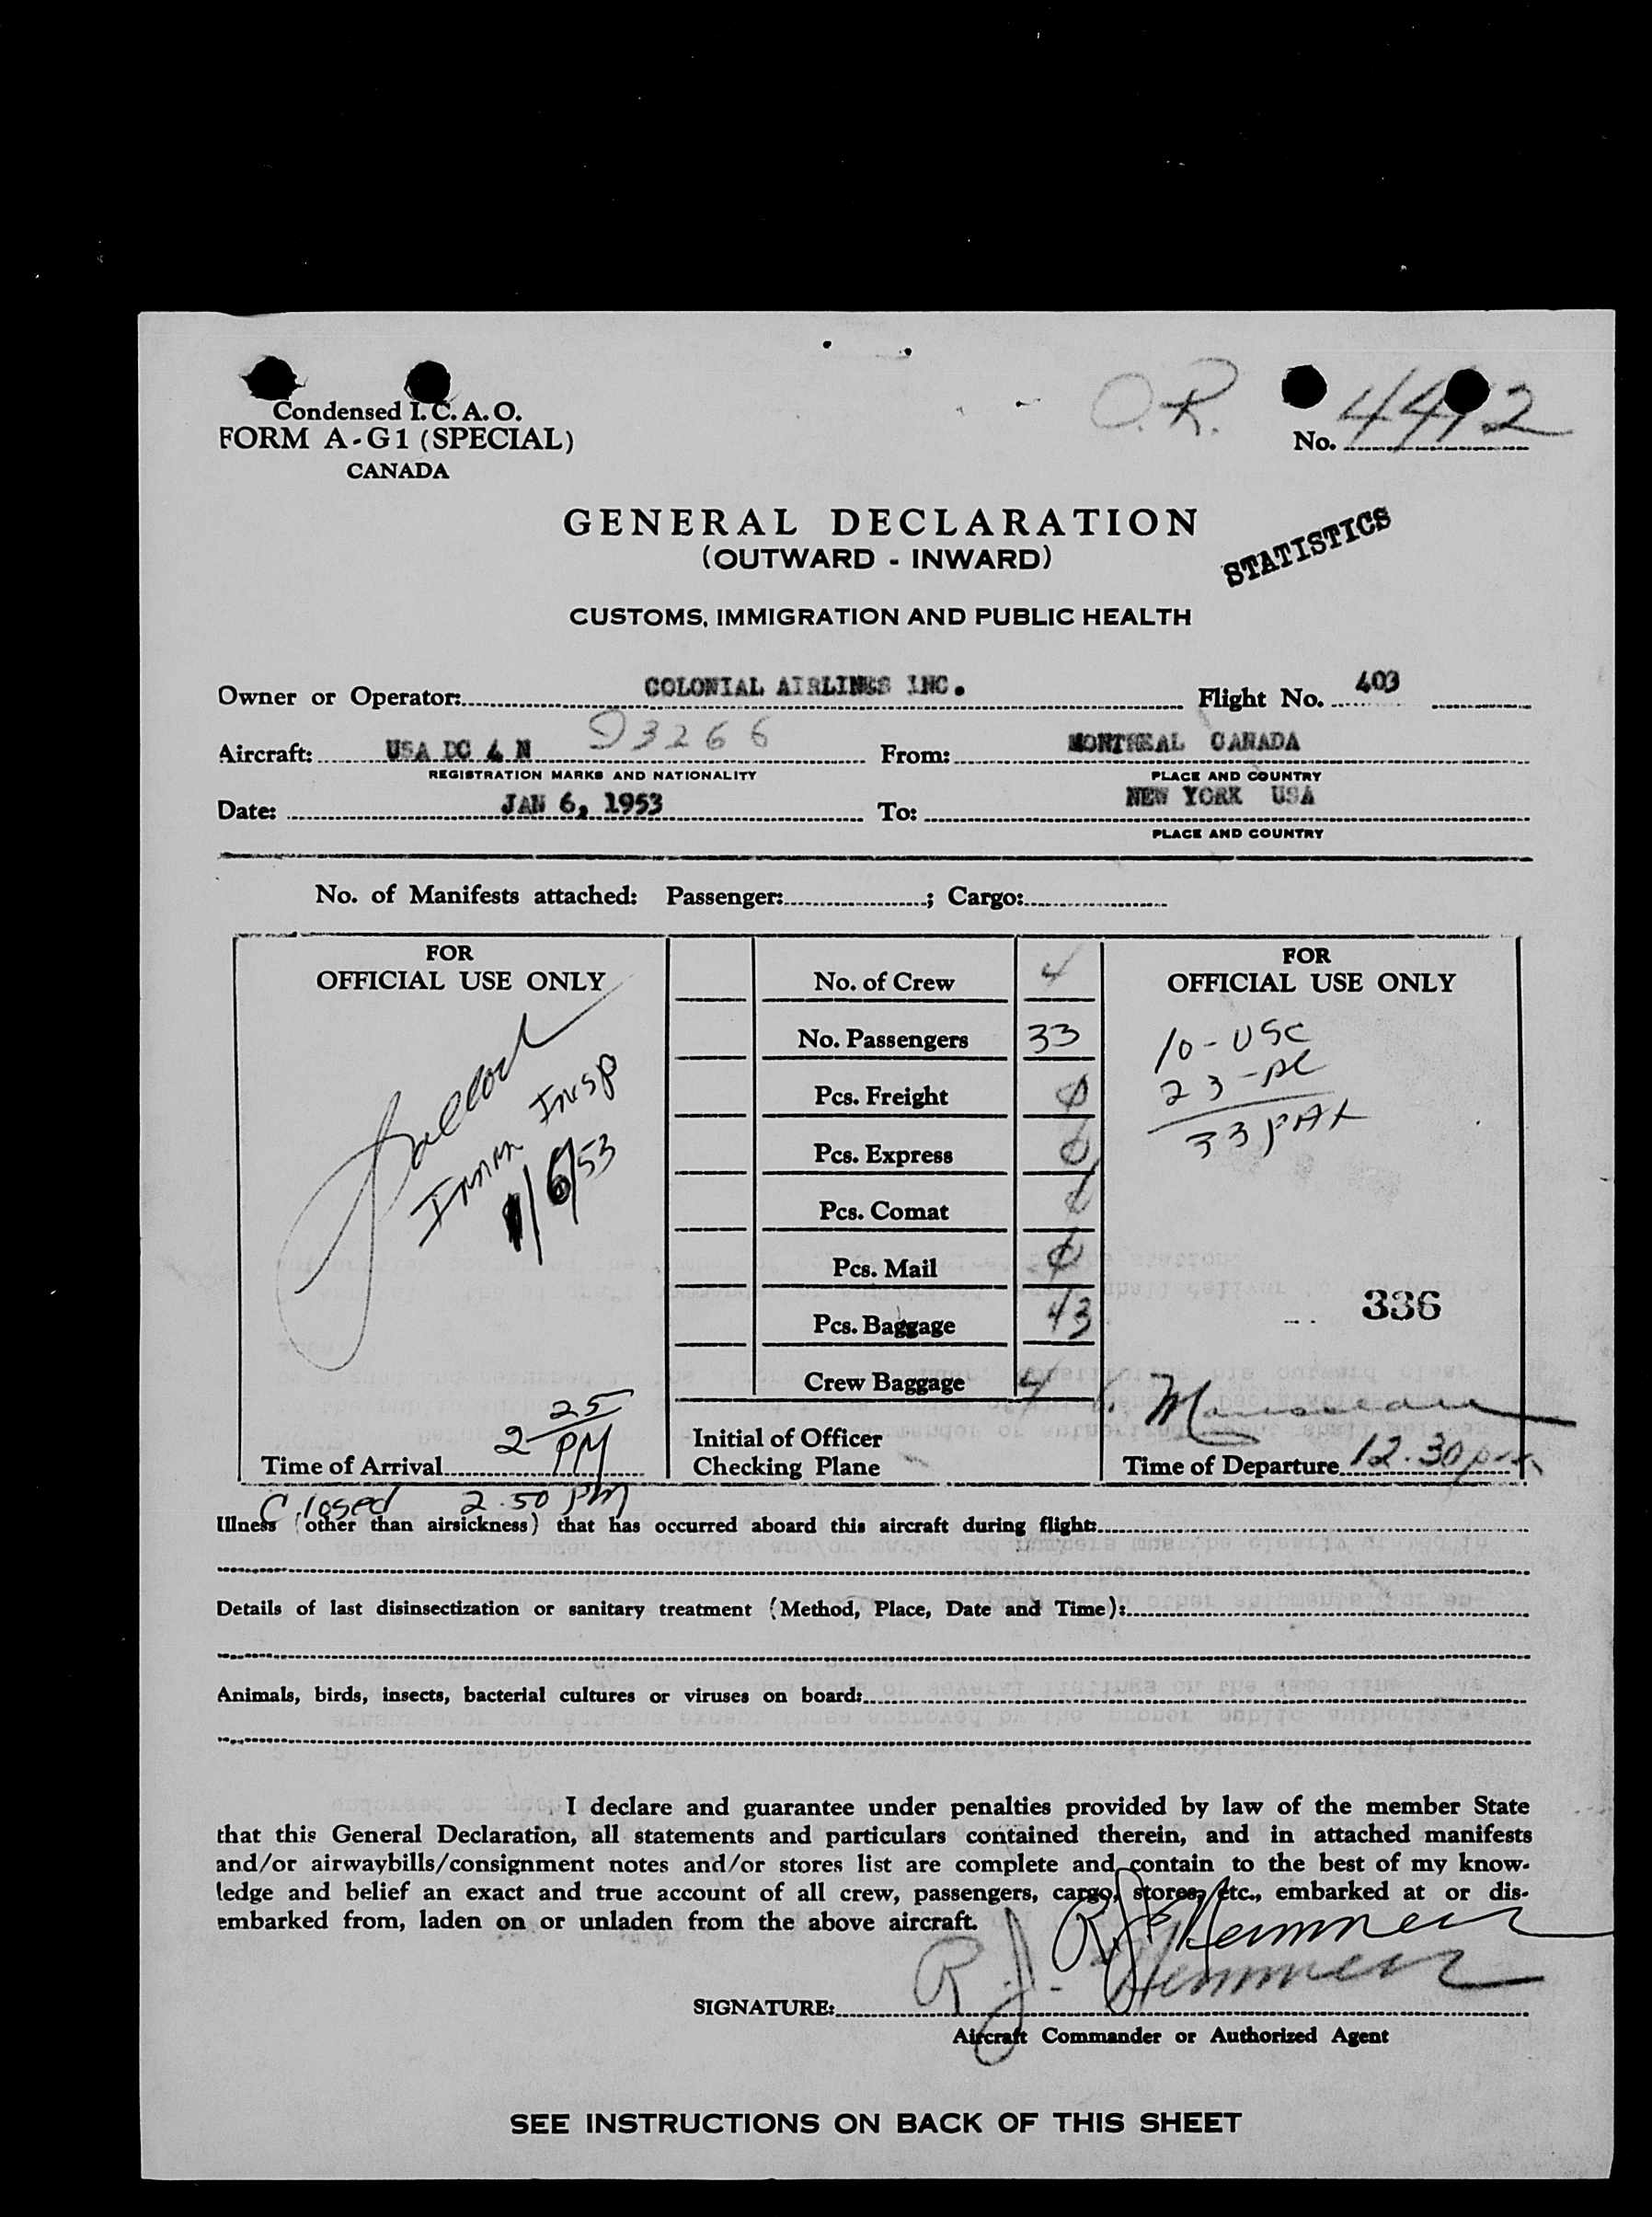 O.R.
Condensed I.C.A.O.
FORM A-G1 (SPECIAL)
CANADA
No. 4412
GENERAL DECLARATION
(OUTWARD - INWARD)
STATISTICS
CUSTOMS, IMMIGRATION AND PUBLIC HEALTH
Owner or Operator: COLONIAL AIRLINES INC. Flight No. 403
Aircraft: USA DC 4 N 93266 From: MONTREAL CANADA
REGISTRATION MARKS AND NATIONALITY PLACE AND COUNTRY
Date: JAN 6, 1953 To: NEW YORK USA
PLACE AND COUNTRY
No. of Manifests attached: Passenger: ; Cargo:
FOR
OFFICIAL USE ONLY
Immn Insp
1/6/53
Time of Arrival 2 25 PM
Closed 2.50 PM
No. of Crew 4
No. Passengers 33
Pcs. Freight 0
Pcs. Express 0
Pcs. Comat 0
Pcs. Mail 0
Pcs. Baggage 43
Crew Baggage 4
Initial of Officer
Checking Plane
FOR
OFFICIAL USE ONLY
10-USC
23-AL
33 PAX
336
Time of Departure 12.30 pm
Illness (other than airsickness) that has occurred aboard this aircraft during flight:
Details of last disinsectization or sanitary treatment (Method, Place, Date and Time):
Animals, birds, insects, bacterial cultures or viruses on board:
I declare and guarantee under penalties provided by law of the member State
that this General Declaration, all statements and particulars contained therein, and in attached manifests
and/or airwaybills/consignment notes and/or stores list are complete and contain to the best of my know-
ledge and belief an exact and true account of all crew, passengers, cargo, stores, etc., embarked at or dis-
embarked from, laden on or unladen from the above aircraft.
SIGNATURE:
Aircraft Commander or Authorized Agent
SEE INSTRUCTIONS ON BACK OF THIS SHEET